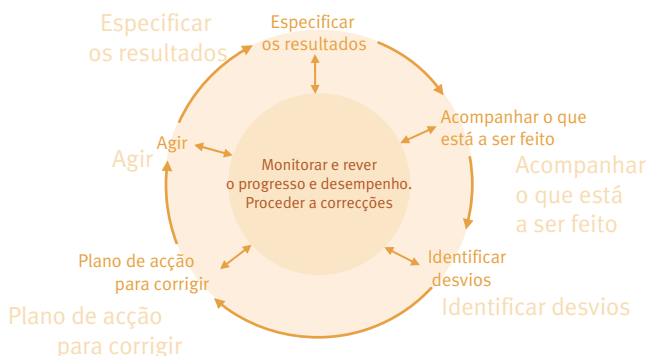 Especificar
os resultados
Especificar
os resultados
Acompanhar o que
está a ser feito
Acompanhar
o que está
a ser feito
Identificar
desvios
Identificar desvios
Plano de acção
para corrigir
Plano de acção
para corrigir
Agir
Agir
Monitorar e rever
o progresso e desempenho.
Proceder a correcções